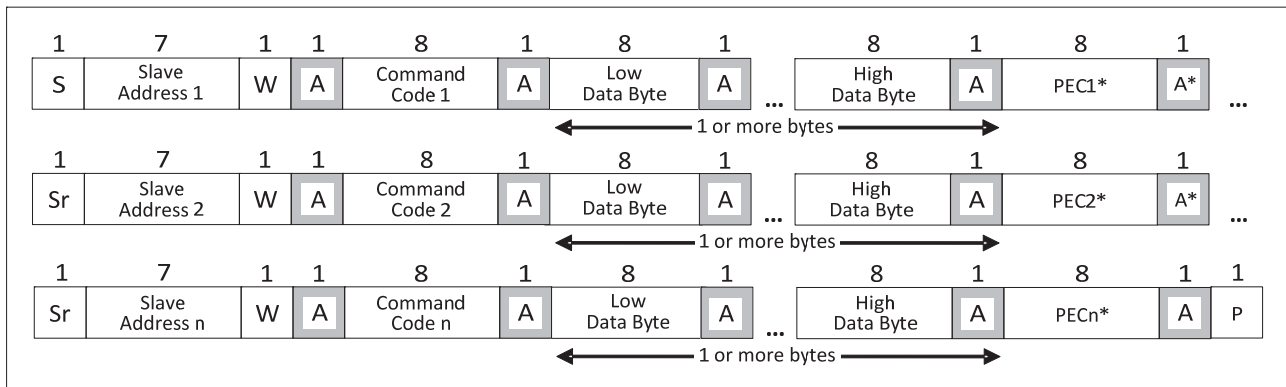 1 7 1 1 8 1 8 1 8 1 8 1
S Slave Address 1 W A Command Code 1 A Low Data Byte A ... High Data Byte A PEC1* A* ...
1 or more bytes
1 7 1 1 8 1 8 1 8 1 8 1
Sr Slave Address 2 W A Command Code 2 A Low Data Byte A ... High Data Byte A PEC2* A* ...
1 or more bytes
1 7 1 1 8 1 8 1 8 1 8 1 1
Sr Slave Address n W A Command Code n A Low Data Byte A ... High Data Byte A PECn* A P
1 or more bytes